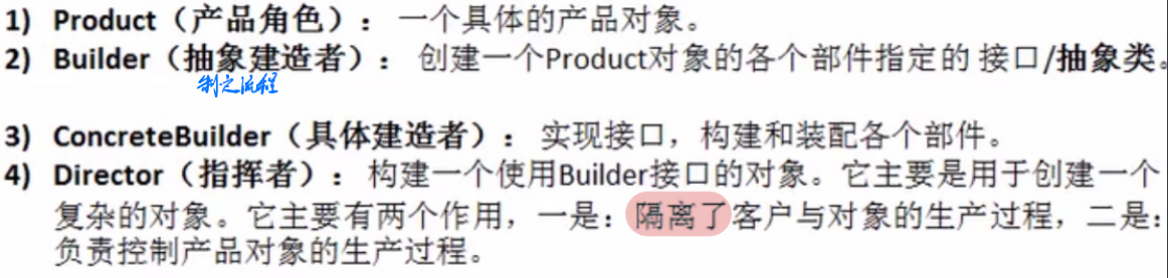 1) Product（产品角色）： 一个具体的产品对象。
2) Builder（抽象建造者）： 创建一个Product对象的各个部件指定的 接口/抽象类。
制定流程
3) ConcreteBuilder（具体建造者）： 实现接口，构建和装配各个部件。
4) Director（指挥者）： 构建一个使用Builder接口的对象。它主要是用于创建一个
复杂的对象。它主要有两个作用，一是：隔离了客户与对象的生产过程，二是：
负责控制产品对象的生产过程。